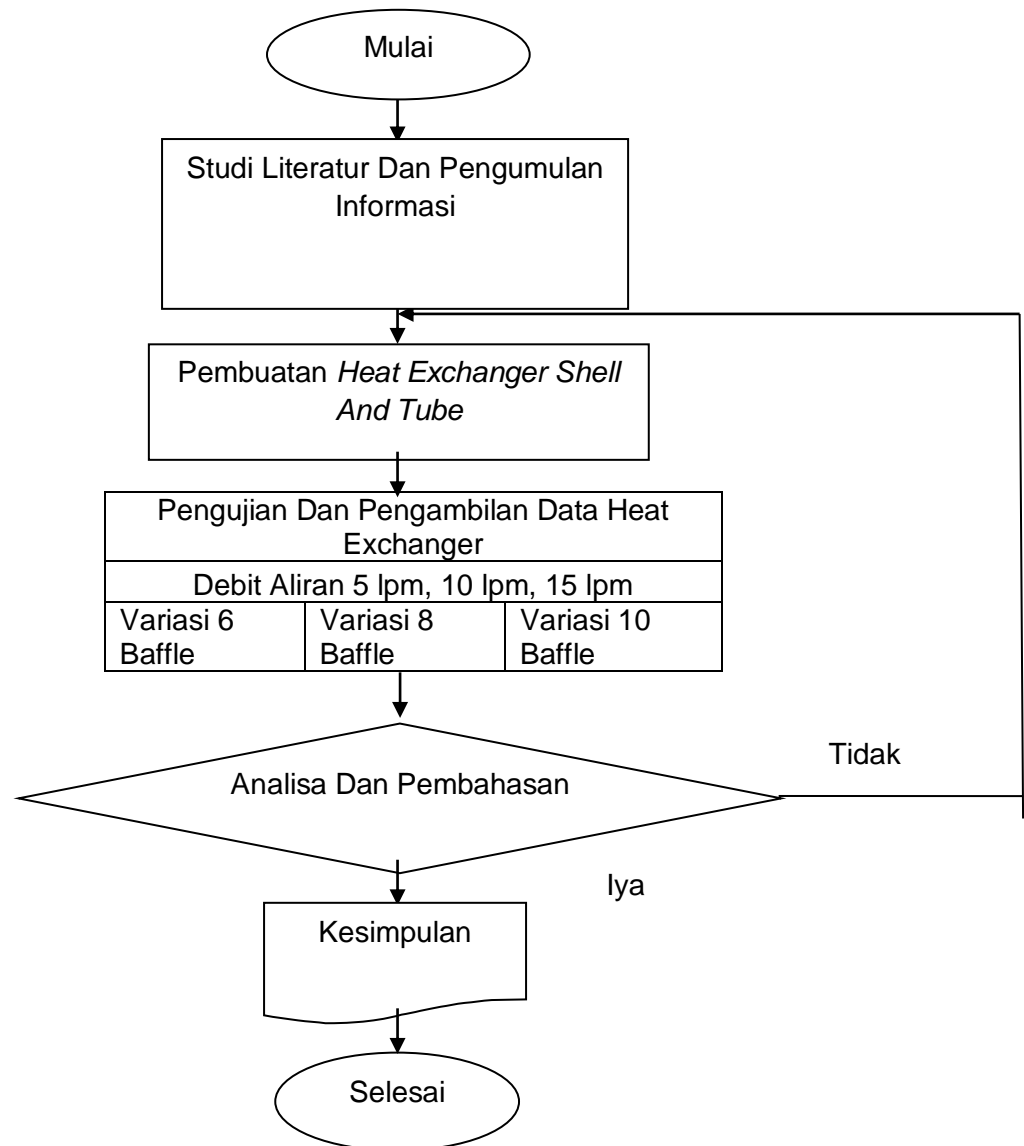 Mulai
Studi Literatur Dan Pengumulan
Informasi
Pembuatan Heat Exchanger Shell
And Tube
Pengujian Dan Pengambilan Data Heat
Exchanger
Debit Aliran 5 lpm, 10 lpm, 15 lpm
Variasi 6
Baffle
Variasi 8
Baffle
Variasi 10
Baffle
Tidak
Analisa Dan Pembahasan
Iya
Kesimpulan
Selesai